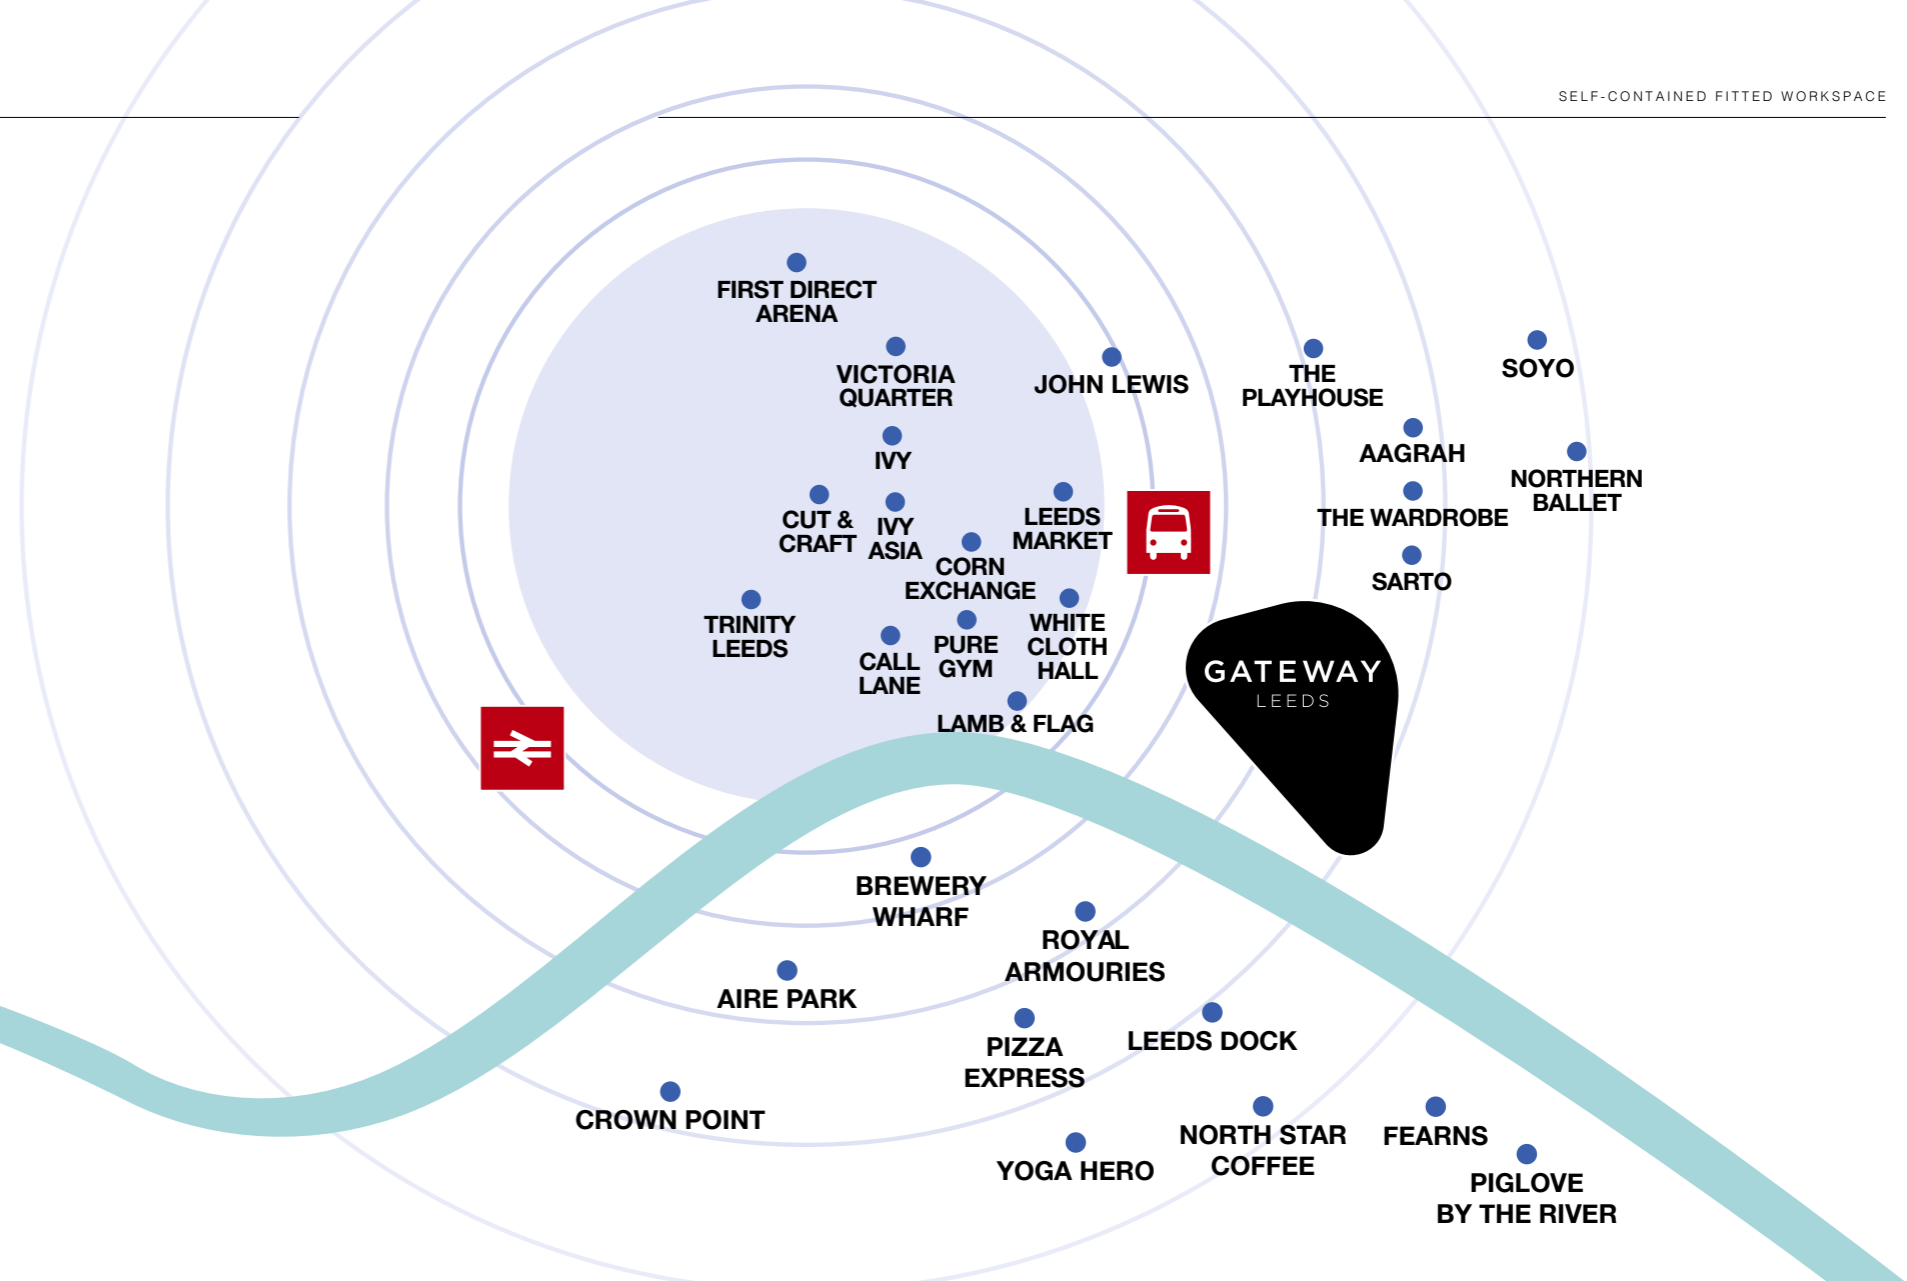 SELF-CONTAINED FITTED WORKSPACE
FIRST DIRECT
ARENA
VICTORIA
QUARTER
JOHN LEWIS
THE
PLAYHOUSE
SOYO
IVY
AAGRAH
NORTHERN
BALLET
CUT &
CRAFT
IVY
ASIA
LEEDS
MARKET
THE WARDROBE
CORN
EXCHANGE
SARTO
TRINITY
LEEDS
CALL
LANE
PURE
GYM
WHITE
CLOTH
HALL
GATEWAY
LEEDS
LAMB & FLAG
BREWERY
WHARF
ROYAL
ARMOURIES
AIRE PARK
PIZZA
EXPRESS
LEEDS DOCK
CROWN POINT
YOGA HERO
NORTH STAR
COFFEE
FEARNS
PIGLOVE
BY THE RIVER